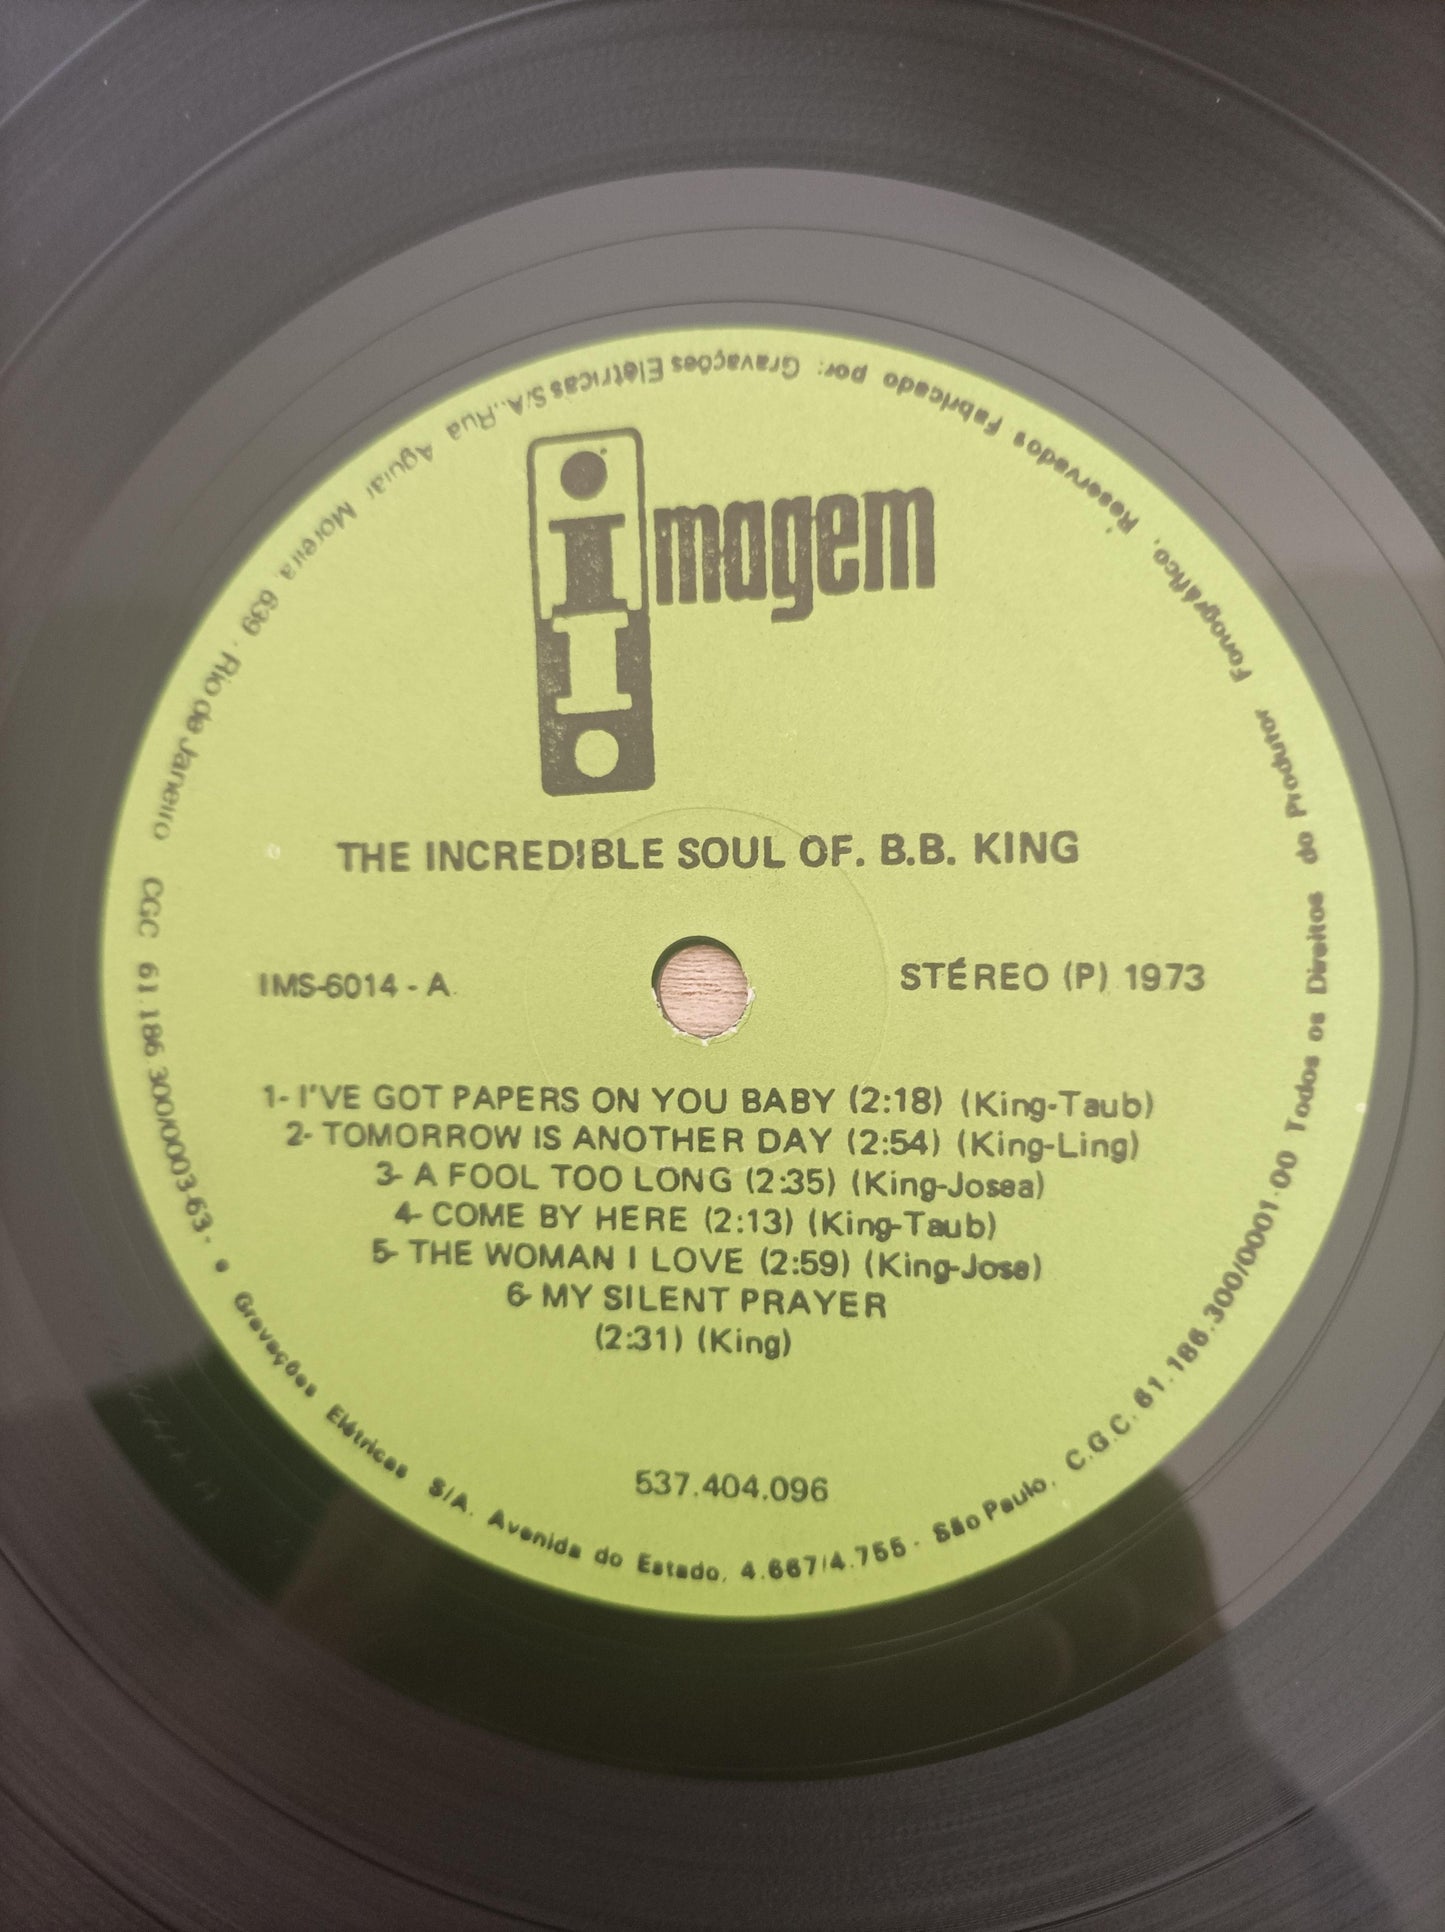 imagem
THE INCREDIBLE SOUL OF. B.B. KING
IMS-6014 - A
STÉREO (P) 1973
1- I'VE GOT PAPERS ON YOU BABY (2:18) (King-Taub)
2- TOMORROW IS ANOTHER DAY (2:54) (King-Ling)
3- A FOOL TOO LONG (2:35) (King-Josea)
4- COME BY HERE (2:13) (King-Taub)
5- THE WOMAN I LOVE (2:59) (King-Jose)
6- MY SILENT PRAYER
(2:31) (King)
537.404.096
Gravações Elétricas S/A. Avenida do Estado, 4.667/4.755 - São Paulo, C.G.C. 61.186.300/0001-00 Todos os Direitos do Produtor Fonográfico, Reservados. Fabricado por: Gravações Elétricas S/A., Rua Aguiar Moreira, 639 - Rio de Janeiro CGC 61.186.300/0003-63 -